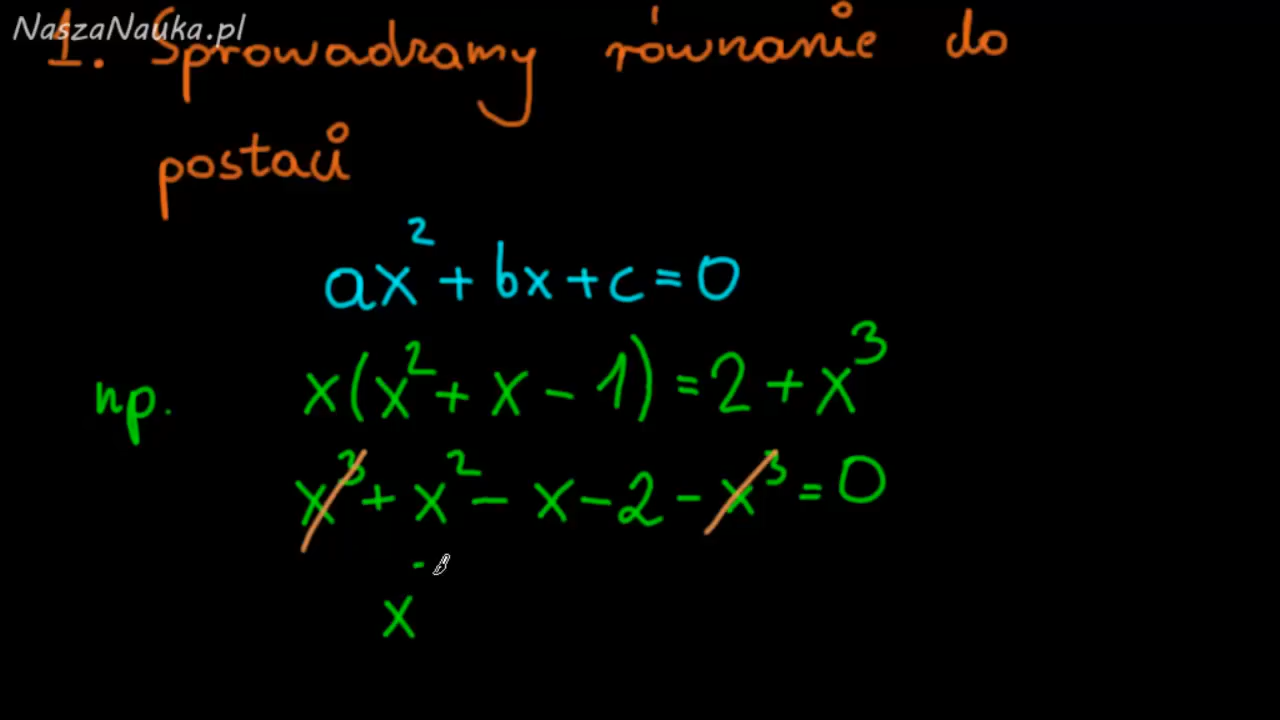 NaszaNauka.pl
1. Sprowadzamy równanie do
postaci
ax² + bx + c = 0
np. x(x² + x - 1) = 2 + x³
x³ + x² - x - 2 - x³ = 0
x